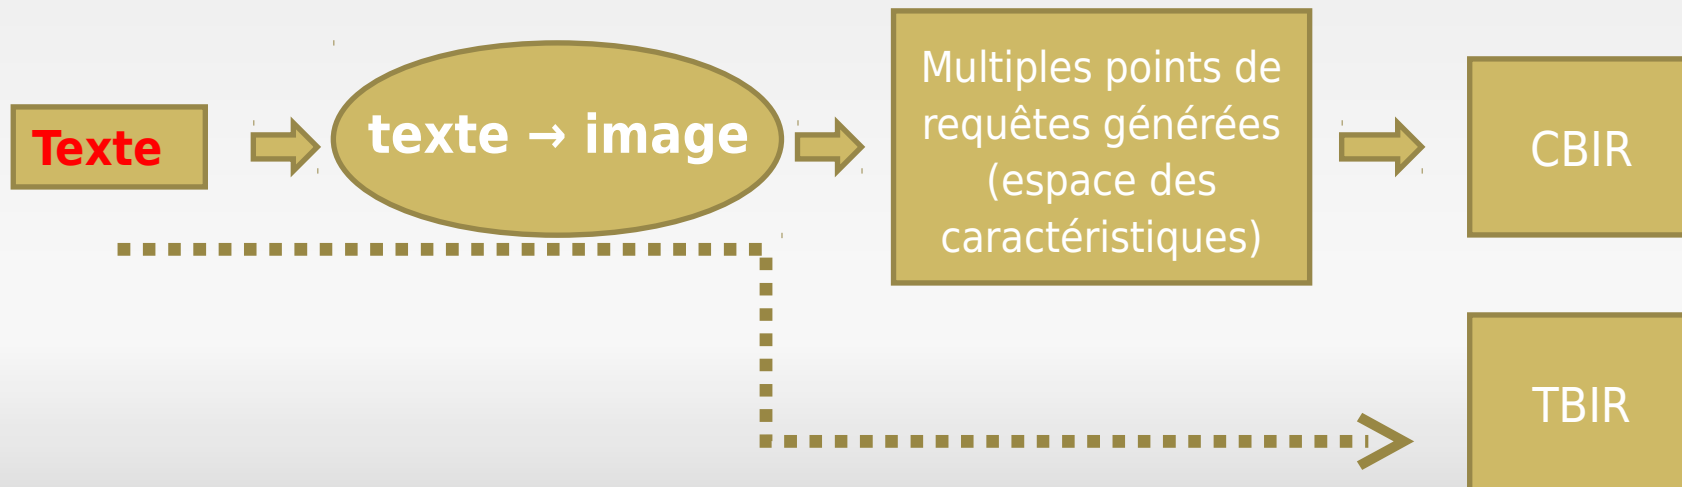 Texte
texte → image
Multiples points de
requêtes générées
(espace des
caractéristiques)
CBIR
TBIR